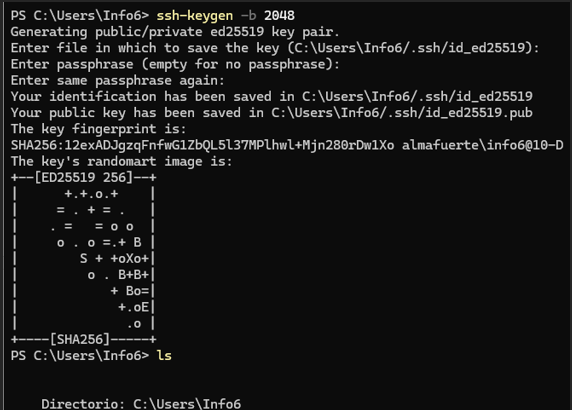 PS C:\Users\Info6> ssh-keygen -b 2048
Generating public/private ed25519 key pair.
Enter file in which to save the key (C:\Users\Info6/.ssh/id_ed25519):
Enter passphrase (empty for no passphrase):
Enter same passphrase again:
Your identification has been saved in C:\Users\Info6/.ssh/id_ed25519
Your public key has been saved in C:\Users\Info6/.ssh/id_ed25519.pub
The key fingerprint is:
SHA256:12exADJgzqFnfwG1ZbQL5l37MPlhwl+Mjn280rDw1Xo almafuerte\info6@10-D
The key's randomart image is:
+--[ED25519 256]--+
|      +.+.o.+    |
|     = . + = .   |
|    . =   = o o  |
|     o . o =.+ B |
|        S + +oXo+|
|         o . B+B+|
|            + Bo=|
|             +.oE|
|              .o |
+----[SHA256]-----+
PS C:\Users\Info6> ls
Directorio: C:\Users\Info6